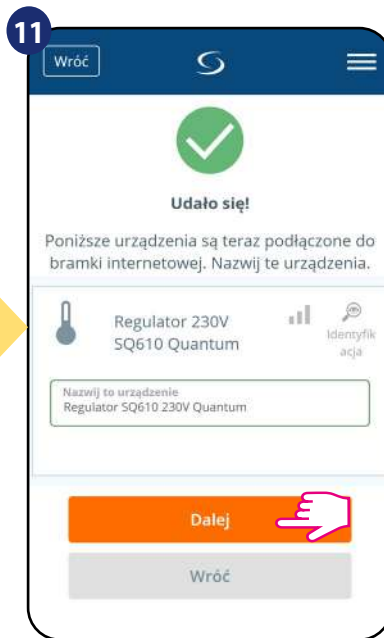 11
Wróć
Udało się!
Poniższe urządzenia są teraz podłączone do
bramki internetowej. Nazwij te urządzenia.
Regulator 230V
SQ610 Quantum
Identyfik
acja
Nazwij to urządzenie
Regulator SQ610 230V Quantum
Dalej
Wróć